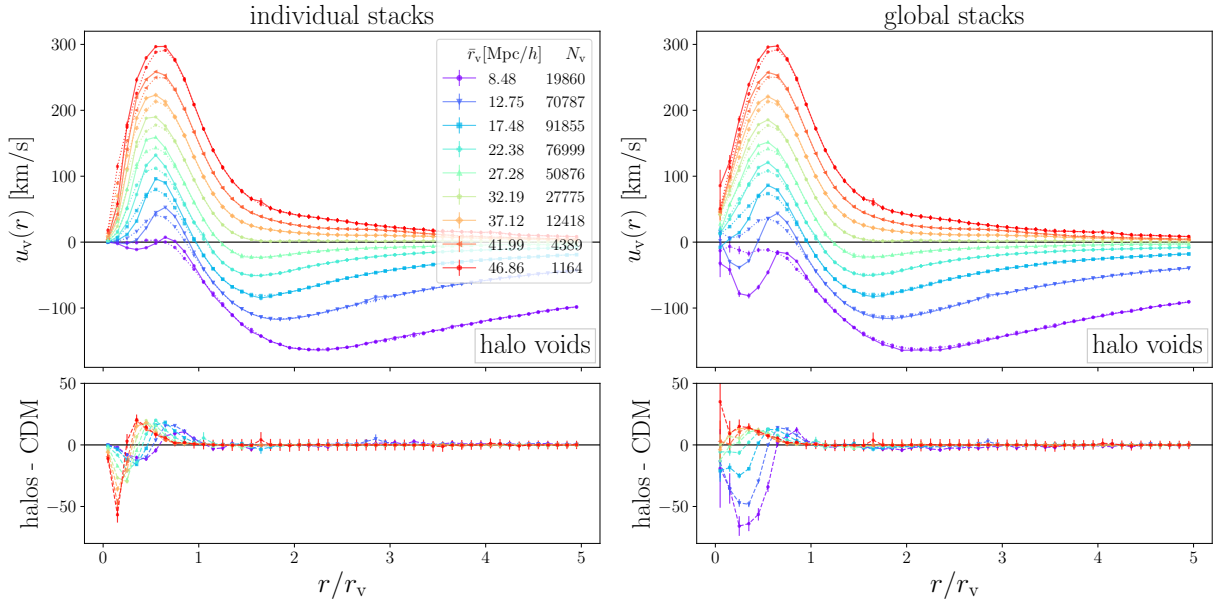 individual stacks
global stacks
300
200
100
0
−100
u_v(r) [km/s]
r̄_v[Mpc/h] N_v
8.48 19860
12.75 70787
17.48 91855
22.38 76999
27.28 50876
32.19 27775
37.12 12418
41.99 4389
46.86 1164
halo voids
300
200
100
0
−100
u_v(r) [km/s]
halo voids
50
0
−50
halos - CDM
0 1 2 3 4 5
r/r_v
50
0
−50
halos - CDM
0 1 2 3 4 5
r/r_v